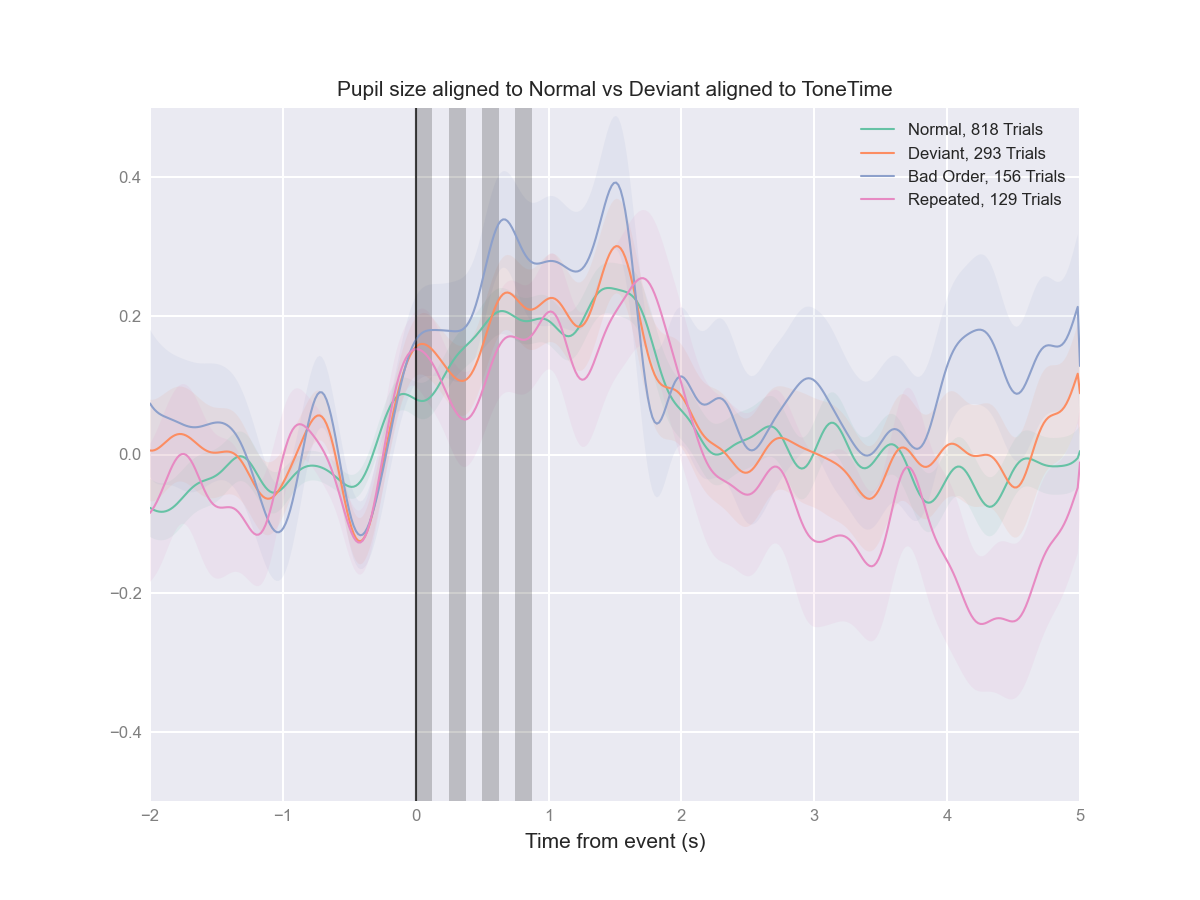 Pupil size aligned to Normal vs Deviant aligned to ToneTime
Normal, 818 Trials
Deviant, 293 Trials
Bad Order, 156 Trials
Repeated, 129 Trials
0.4
0.2
0.0
−0.2
−0.4
−2 −1 0 1 2 3 4 5
Time from event (s)